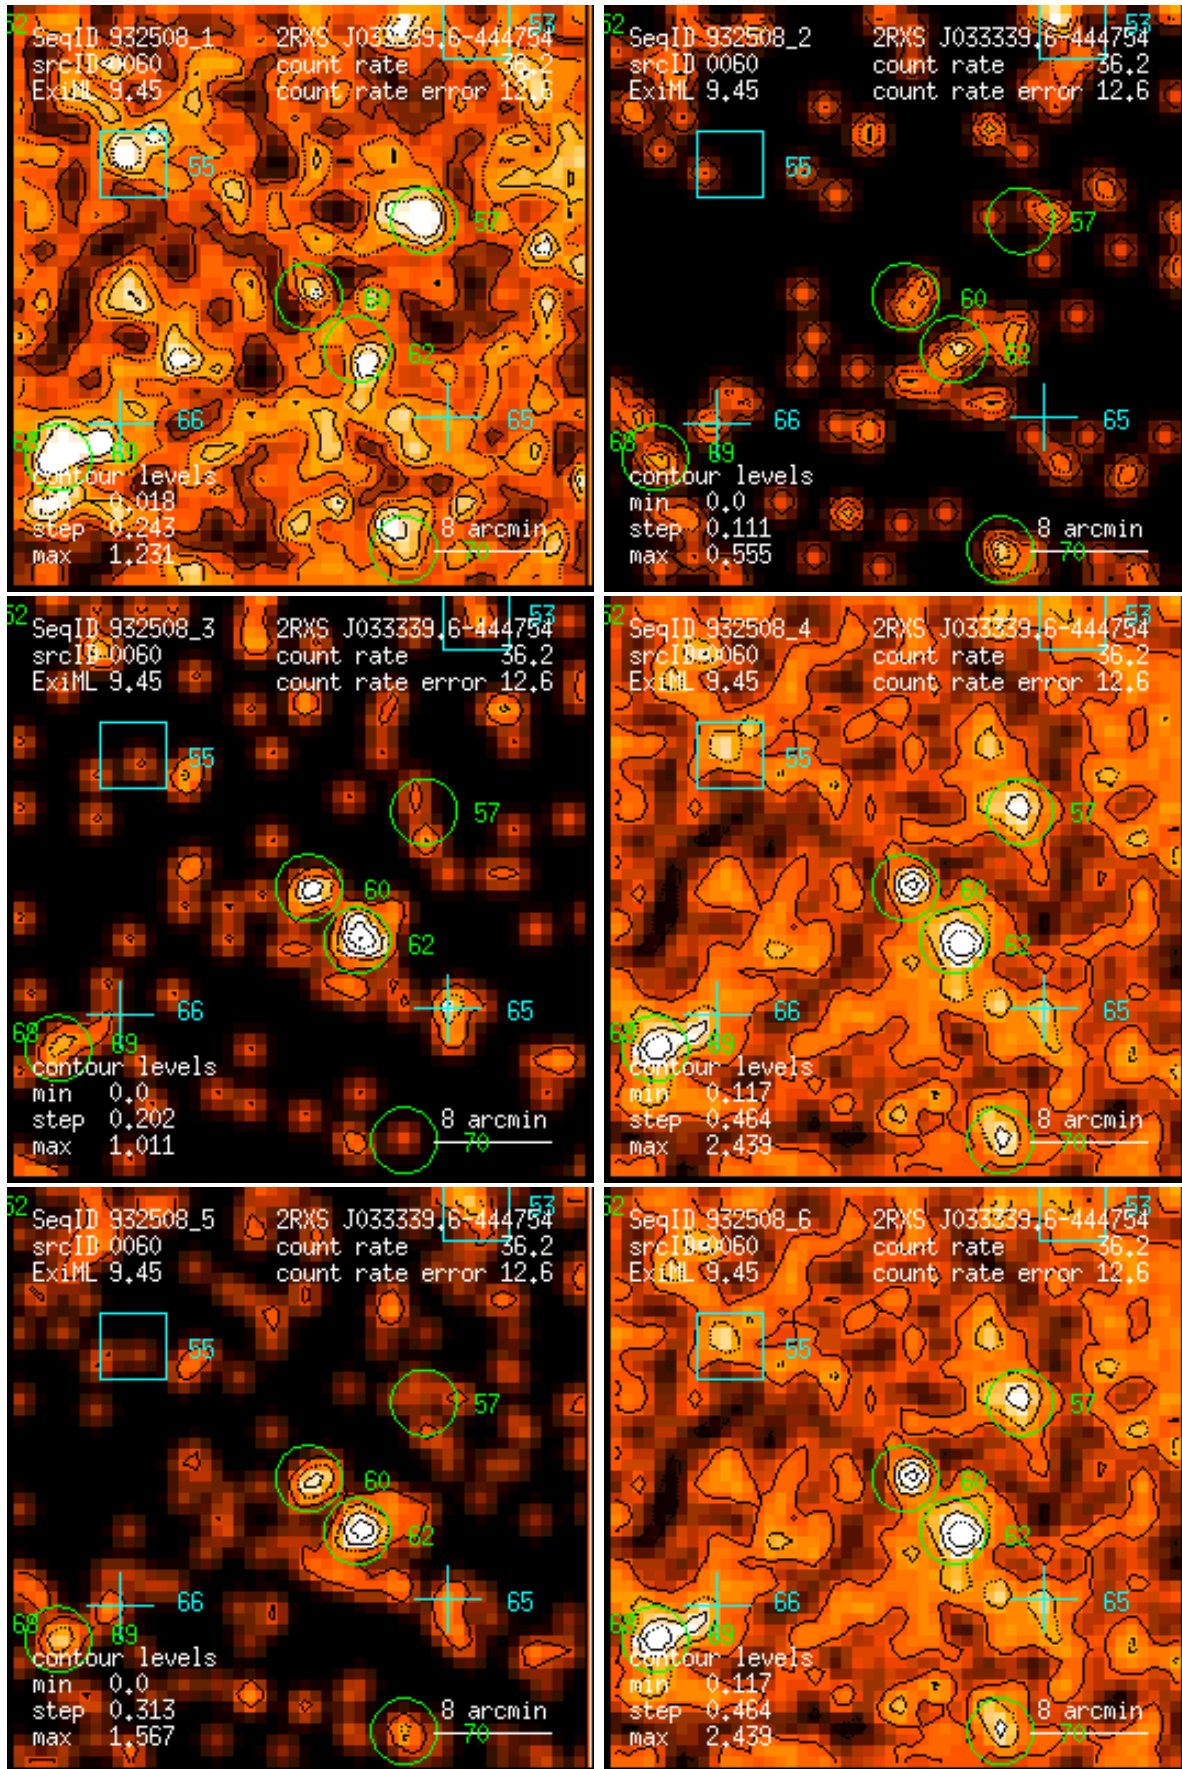 52 53
SeqID 932508_1 2RXS J033339.6-444754
srcID 0060 count rate 36.2
ExiML 9.45 count rate error 12.6
55
57
60
62
66 65
68 69
contour levels
min 0.018
step 0.243 8 arcmin
max 1.231 70
52 53
SeqID 932508_2 2RXS J033339.6-444754
srcID 0060 count rate 36.2
ExiML 9.45 count rate error 12.6
55
57
60
62
66 65
68 69
contour levels
min 0.0
step 0.111 8 arcmin
max 0.555 70
52 53
SeqID 932508_3 2RXS J033339.6-444754
srcID 0060 count rate 36.2
ExiML 9.45 count rate error 12.6
55
57
60
62
66 65
68 69
contour levels
min 0.0
step 0.202 8 arcmin
max 1.011 70
52 53
SeqID 932508_4 2RXS J033339.6-444754
srcID 0060 count rate 36.2
ExiML 9.45 count rate error 12.6
55
57
60
62
66 65
68 69
contour levels
min 0.117
step 0.464 8 arcmin
max 2.439 70
52 53
SeqID 932508_5 2RXS J033339.6-444754
srcID 0060 count rate 36.2
ExiML 9.45 count rate error 12.6
55
57
60
62
66 65
68 69
contour levels
min 0.0
step 0.313 8 arcmin
max 1.567 70
52 53
SeqID 932508_6 2RXS J033339.6-444754
srcID 0060 count rate 36.2
ExiML 9.45 count rate error 12.6
55
57
60
62
66 65
68 69
contour levels
min 0.117
step 0.464 8 arcmin
max 2.439 70